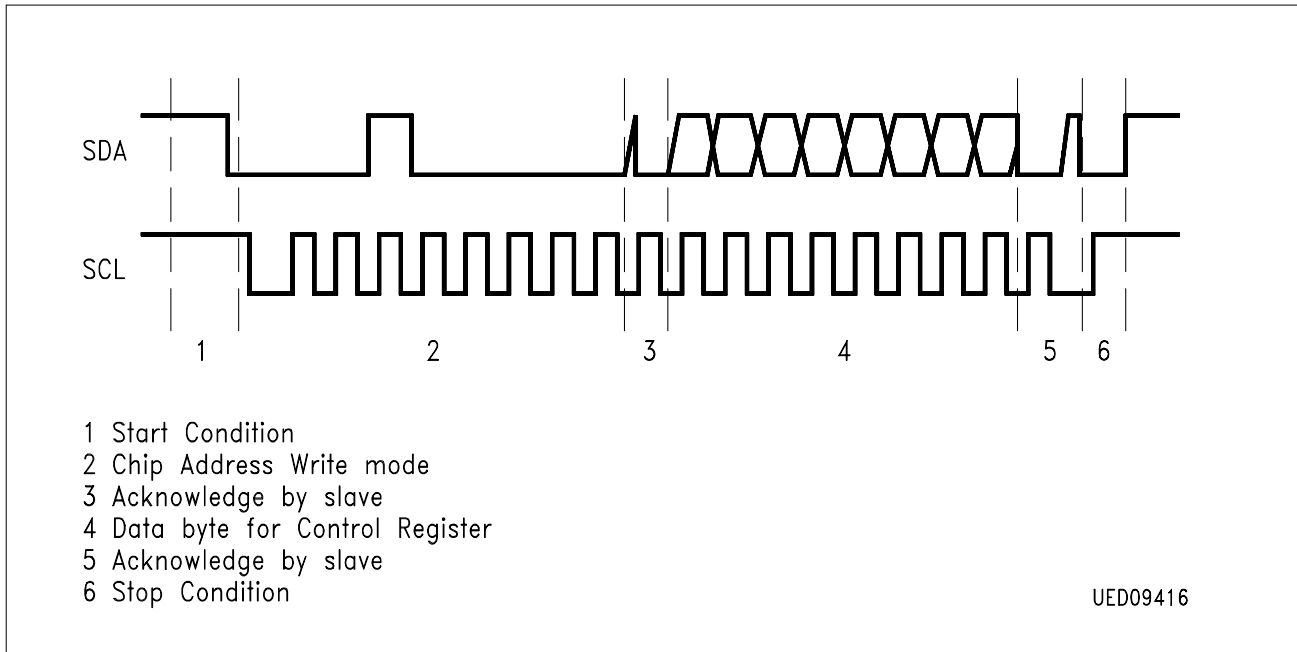 SDA
SCL
1 2 3 4 5 6
1 Start Condition
2 Chip Address Write mode
3 Acknowledge by slave
4 Data byte for Control Register
5 Acknowledge by slave
6 Stop Condition
UED09416